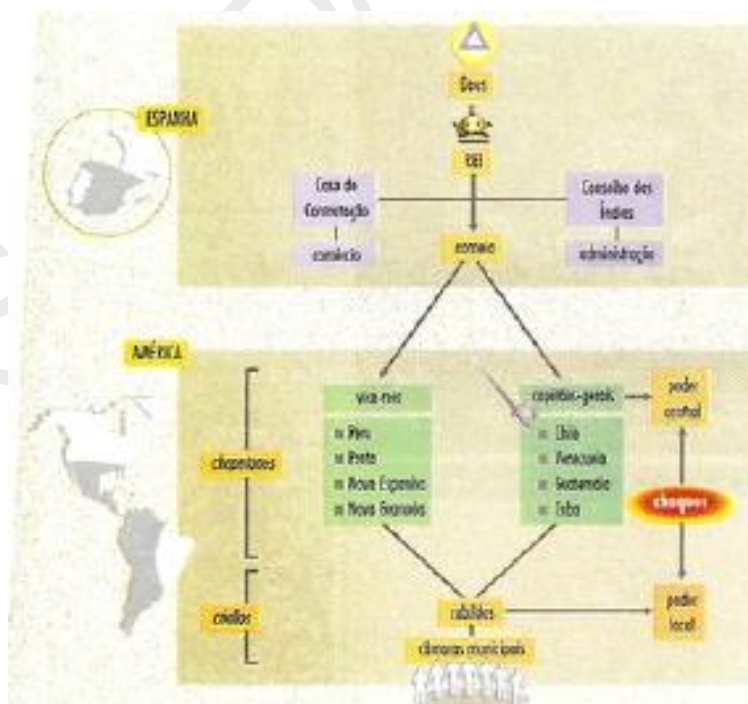 Deus
ESPANHA
REI
Casa de
Contratação
Conselho das
Índias
comércio
nomeia
administração
AMÉRICA
vice-reis
capitães-gerais
poder
central
Peru
Prata
Nova Espanha
Nova Granada
Chile
Venezuela
Guatemala
Cuba
chapetones
choques
criollos
cabildos
poder
local
câmaras municipais